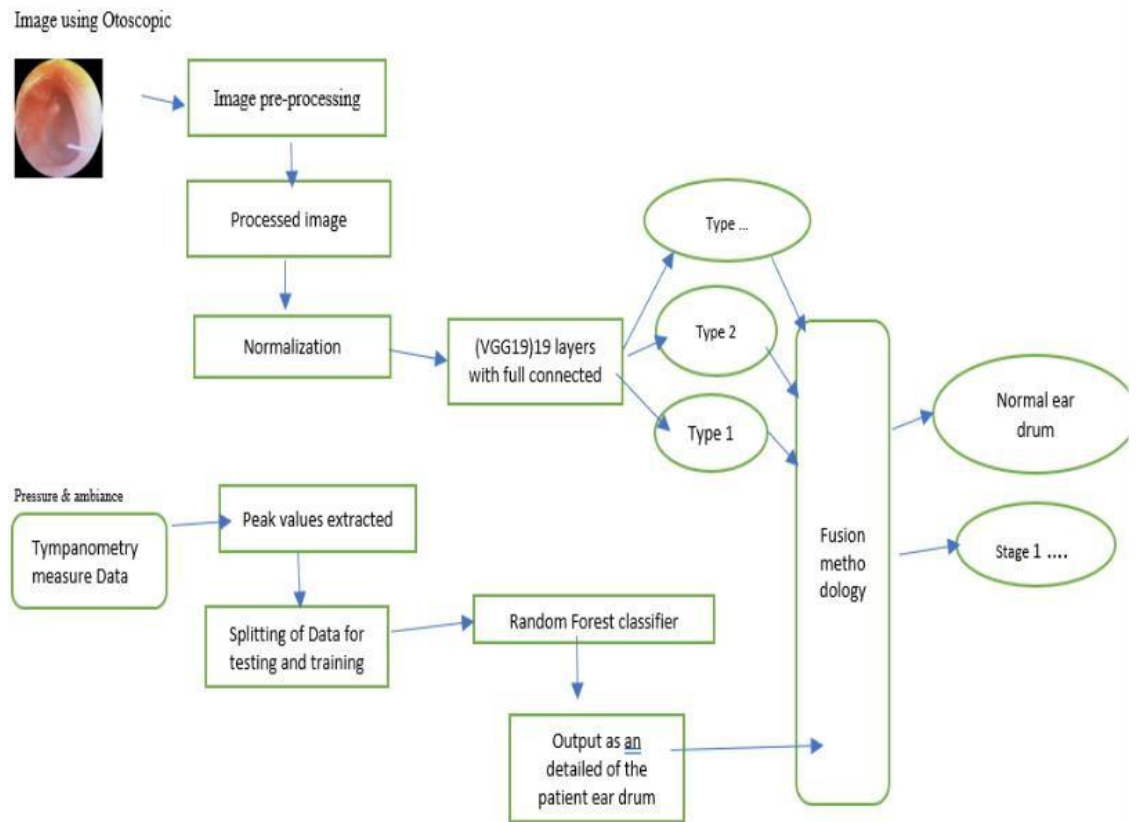 Image using Otoscopic
Image pre-processing
Processed image
Normalization
(VGG19)19 layers
with full connected
Type ...
Type 2
Type 1
Pressure & ambiance
Tympanometry
measure Data
Peak values extracted
Splitting of Data for
testing and training
Random Forest classifier
Output as an
detailed of the
patient ear drum
Fusion
metho
dology
Normal ear
drum
Stage 1 ....